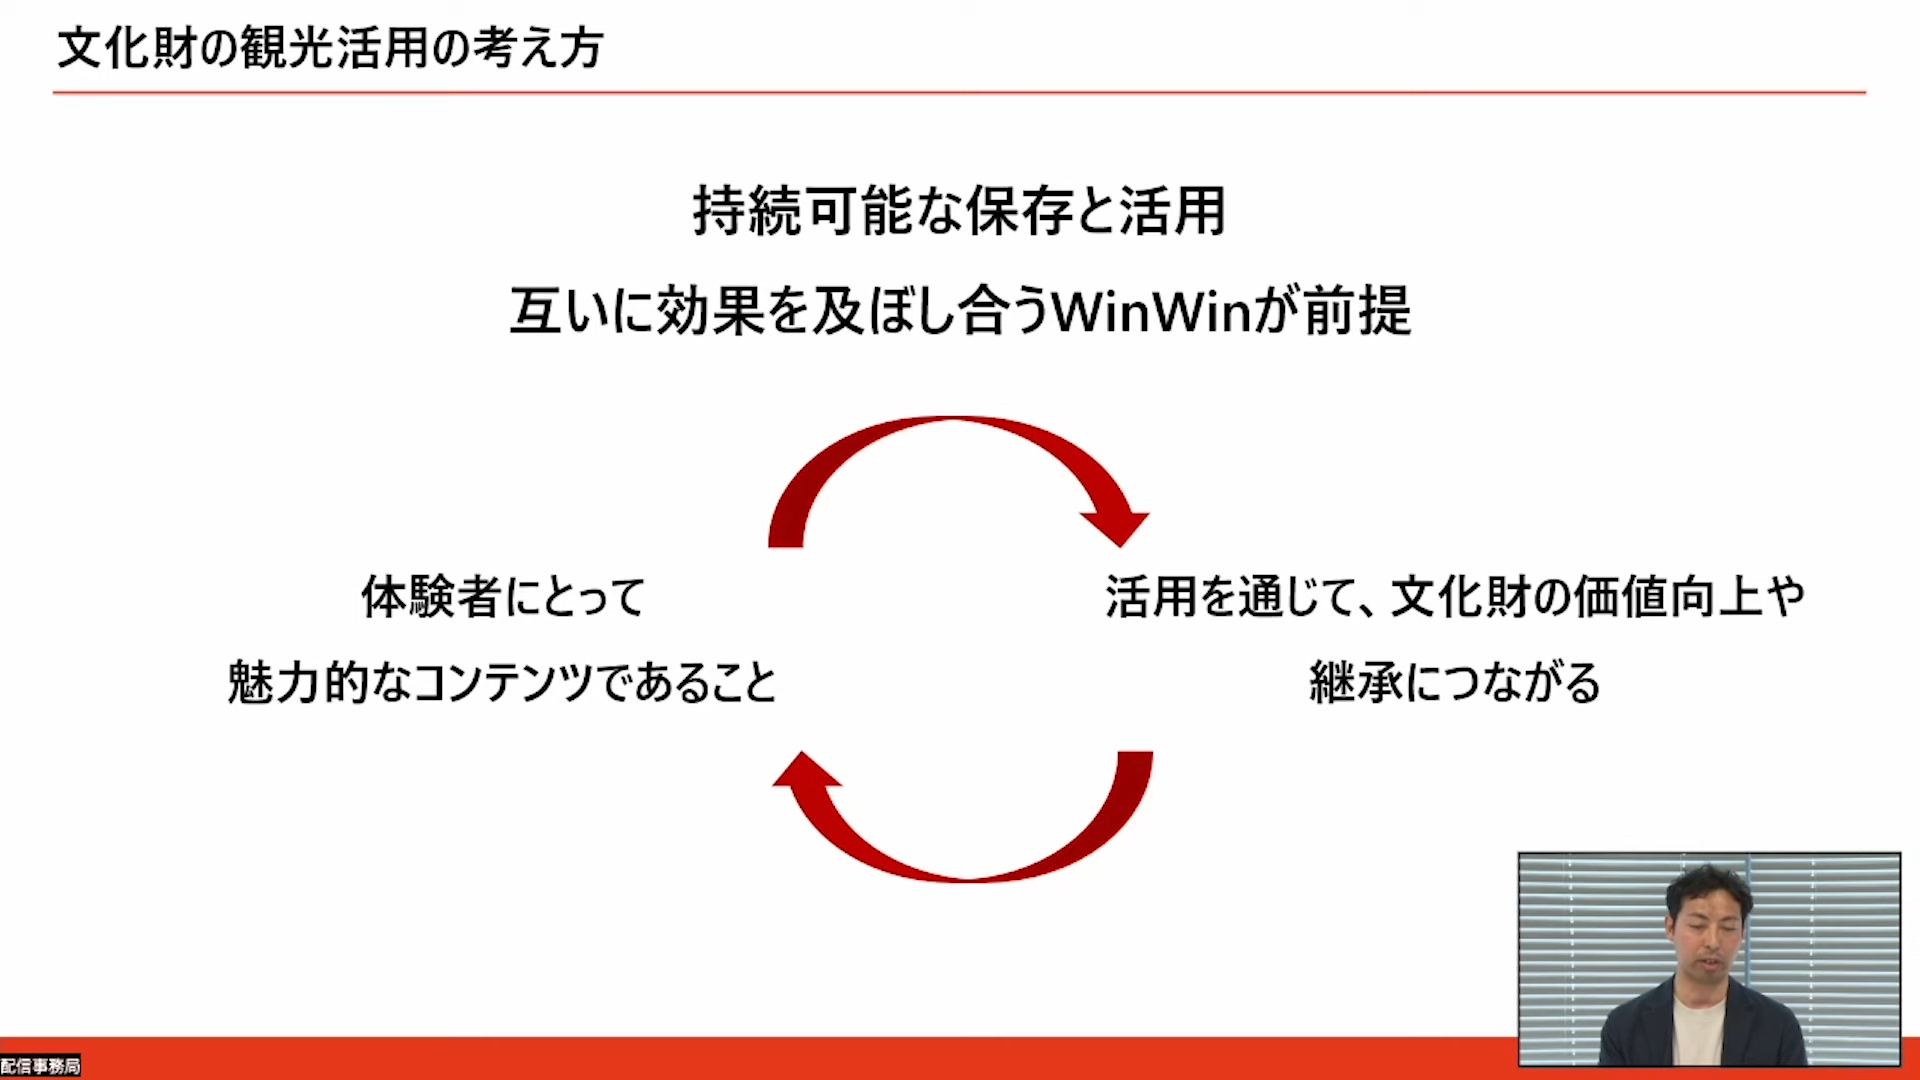 文化財の観光活用の考え方
持続可能な保存と活用
互いに効果を及ぼし合うWinWinが前提
体験者にとって
魅力的なコンテンツであること
活用を通じて、文化財の価値向上や
継承につながる
配信事務局